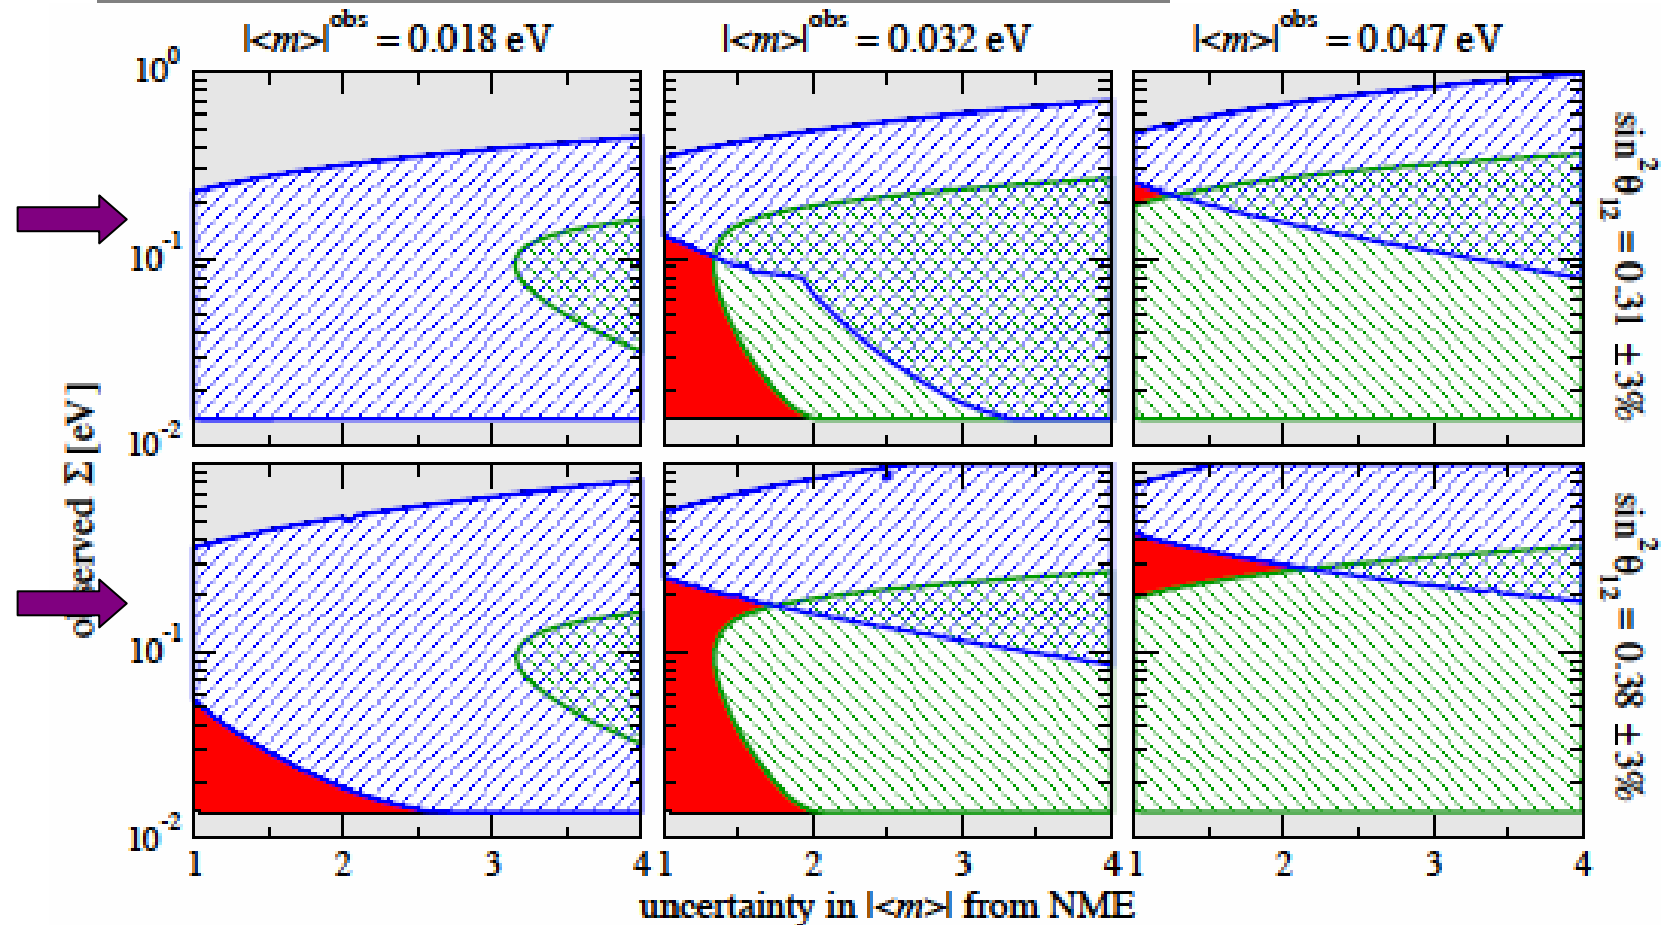 |<m>|obs = 0.018 eV |<m>|obs = 0.032 eV |<m>|obs = 0.047 eV
10^0
10^-1
10^-2
sin^2 θ_12 = 0.31 ± 3%
observed Σ [eV]
10^-1
10^-2
sin^2 θ_12 = 0.38 ± 3%
1 2 3 4 1 2 3 4 1 2 3 4
uncertainty in |<m>| from NME